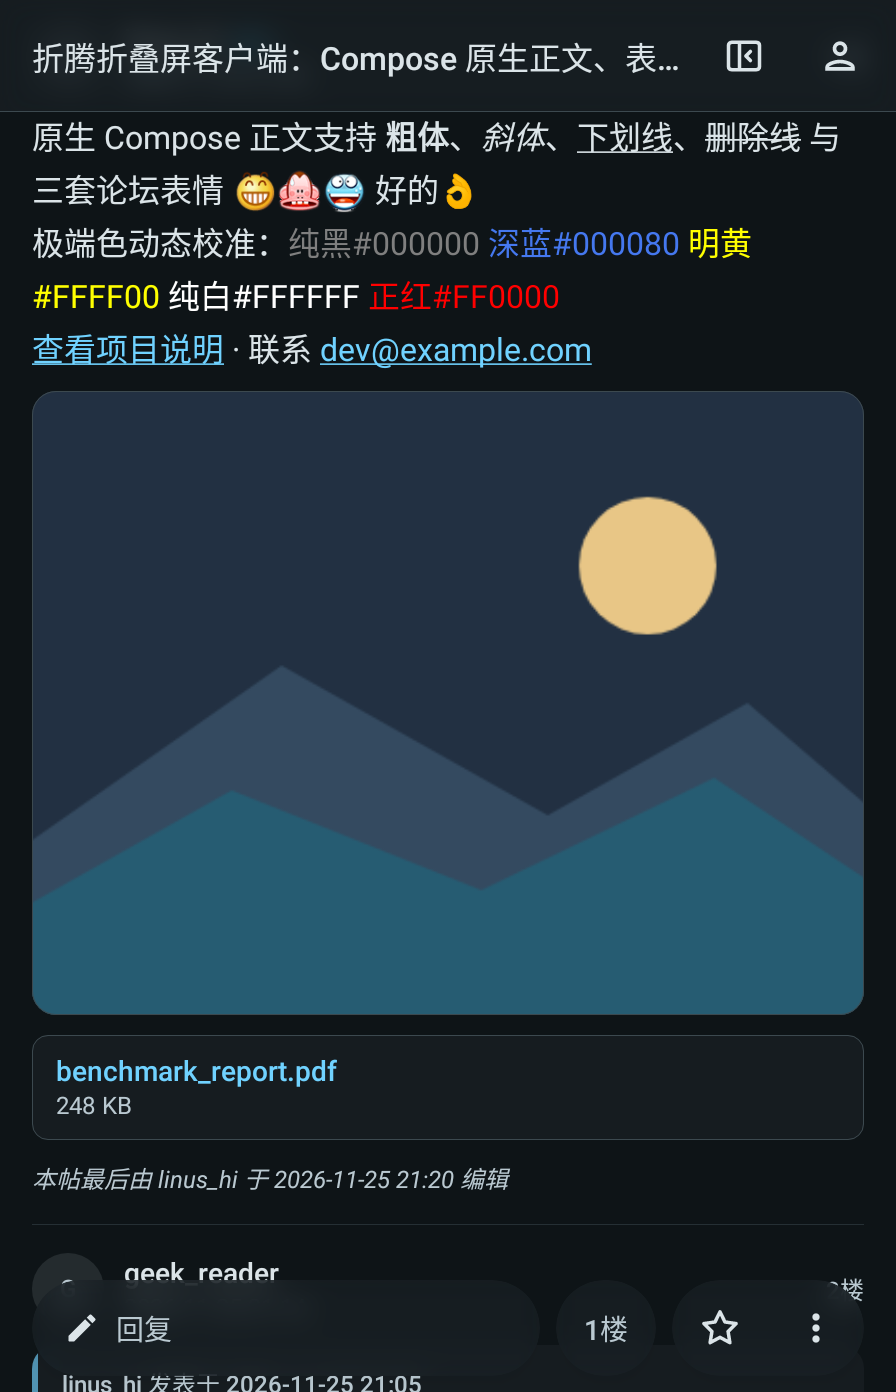 折腾折叠屏客户端：Compose 原生正文、表…
原生 Compose 正文支持 粗体、斜体、下划线、删除线 与
三套论坛表情 😁 好的👌
极端色动态校准：纯黑#000000 深蓝#000080 明黄
#FFFF00 纯白#FFFFFF 正红#FF0000
查看项目说明 · 联系 dev@example.com
benchmark_report.pdf
248 KB
本帖最后由 linus_hi 于 2026-11-25 21:20 编辑
geek_reader
2楼
回复
1楼
linus_hi 发表于 2026-11-25 21:05